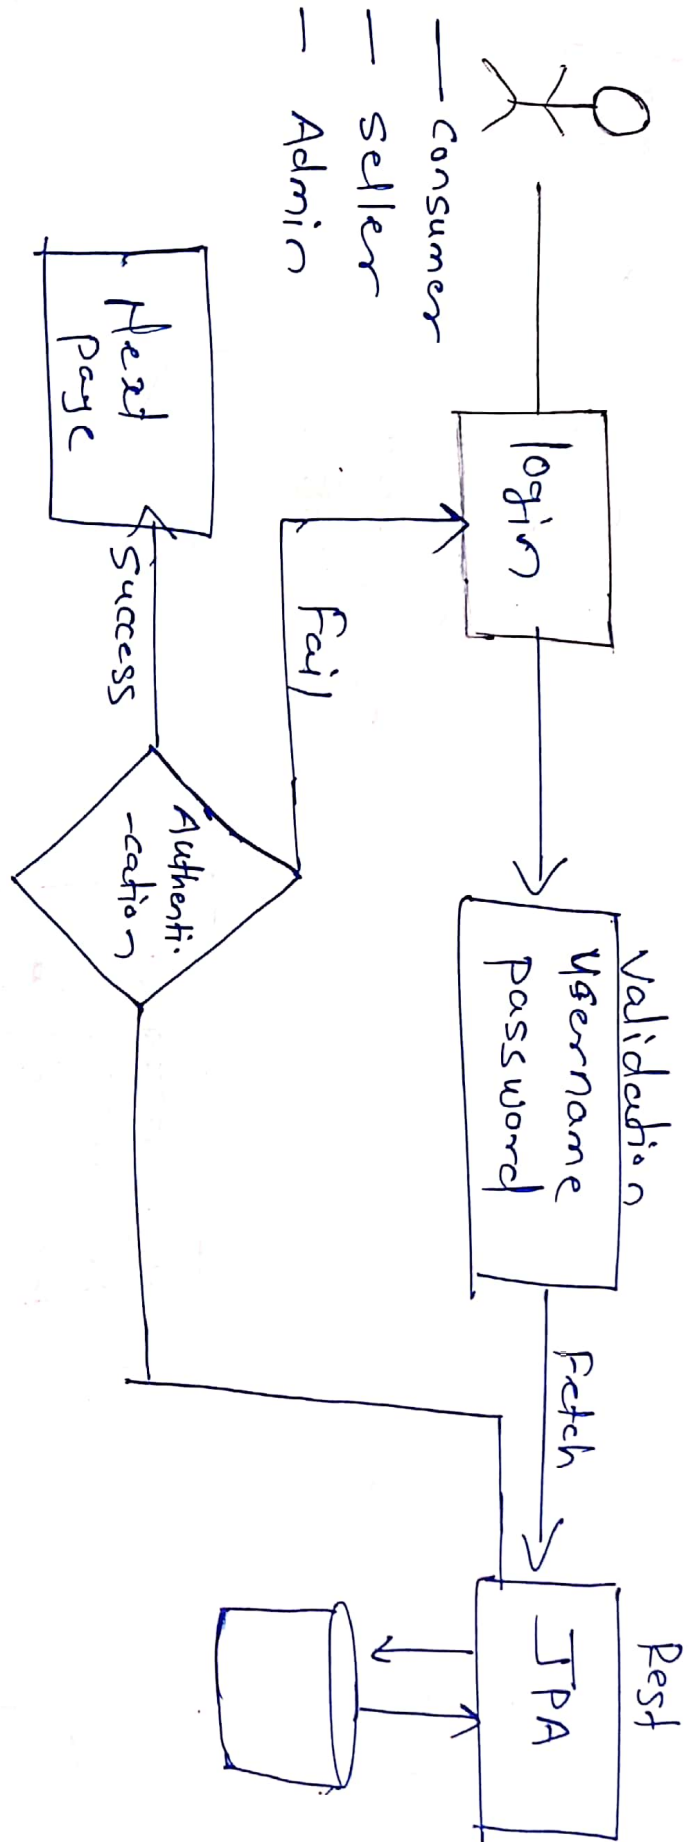 — Consumer
— Seller
— Admin
login
Validation
Username
password
Fetch
Rest
JPA
Fail
Authenti-
-cation
Success
Next
page